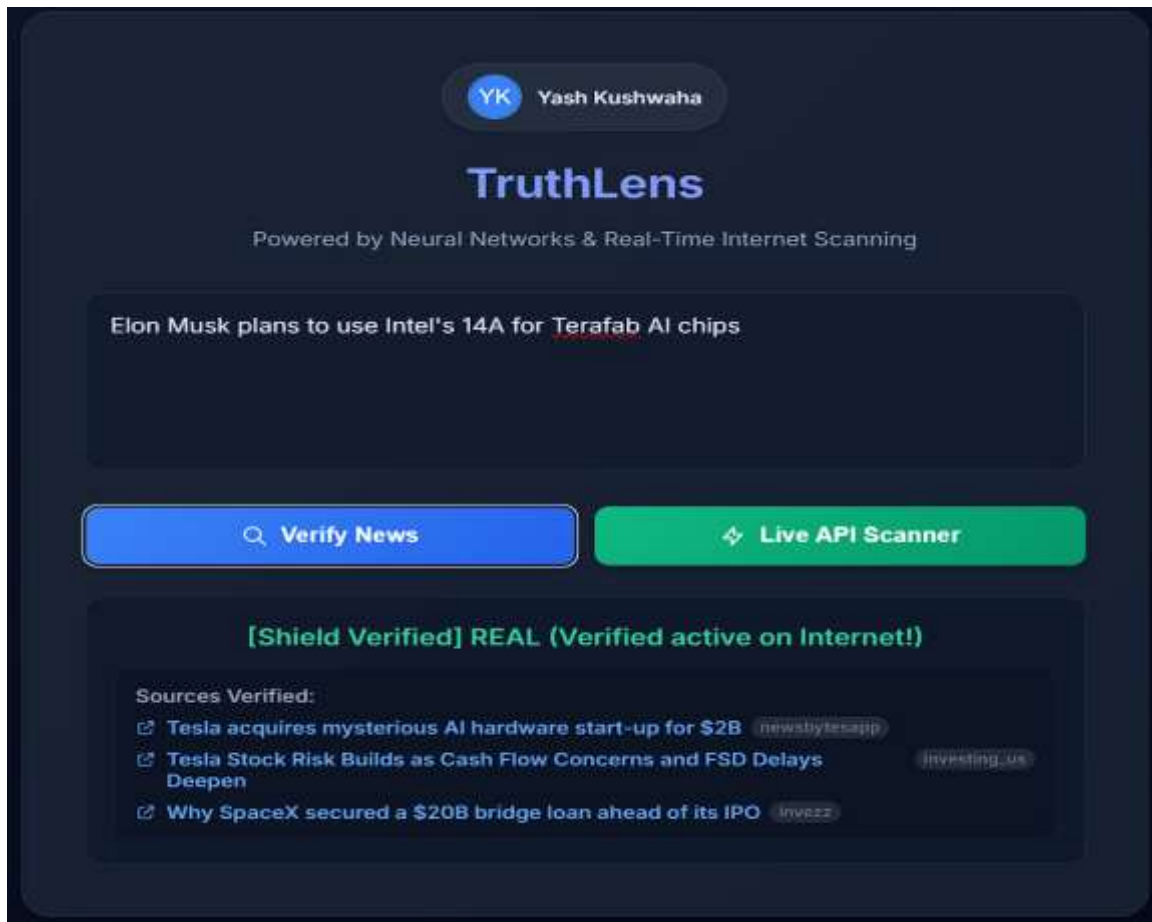 YK Yash Kushwaha
TruthLens
Powered by Neural Networks & Real-Time Internet Scanning
Elon Musk plans to use Intel's 14A for Terafab AI chips
Verify News
Live API Scanner
[Shield Verified] REAL (Verified active on Internet!)
Sources Verified:
Tesla acquires mysterious AI hardware start-up for $2B newsbytesapp
Tesla Stock Risk Builds as Cash Flow Concerns and FSD Delays investing_us
Deepen
Why SpaceX secured a $20B bridge loan ahead of its IPO invezz